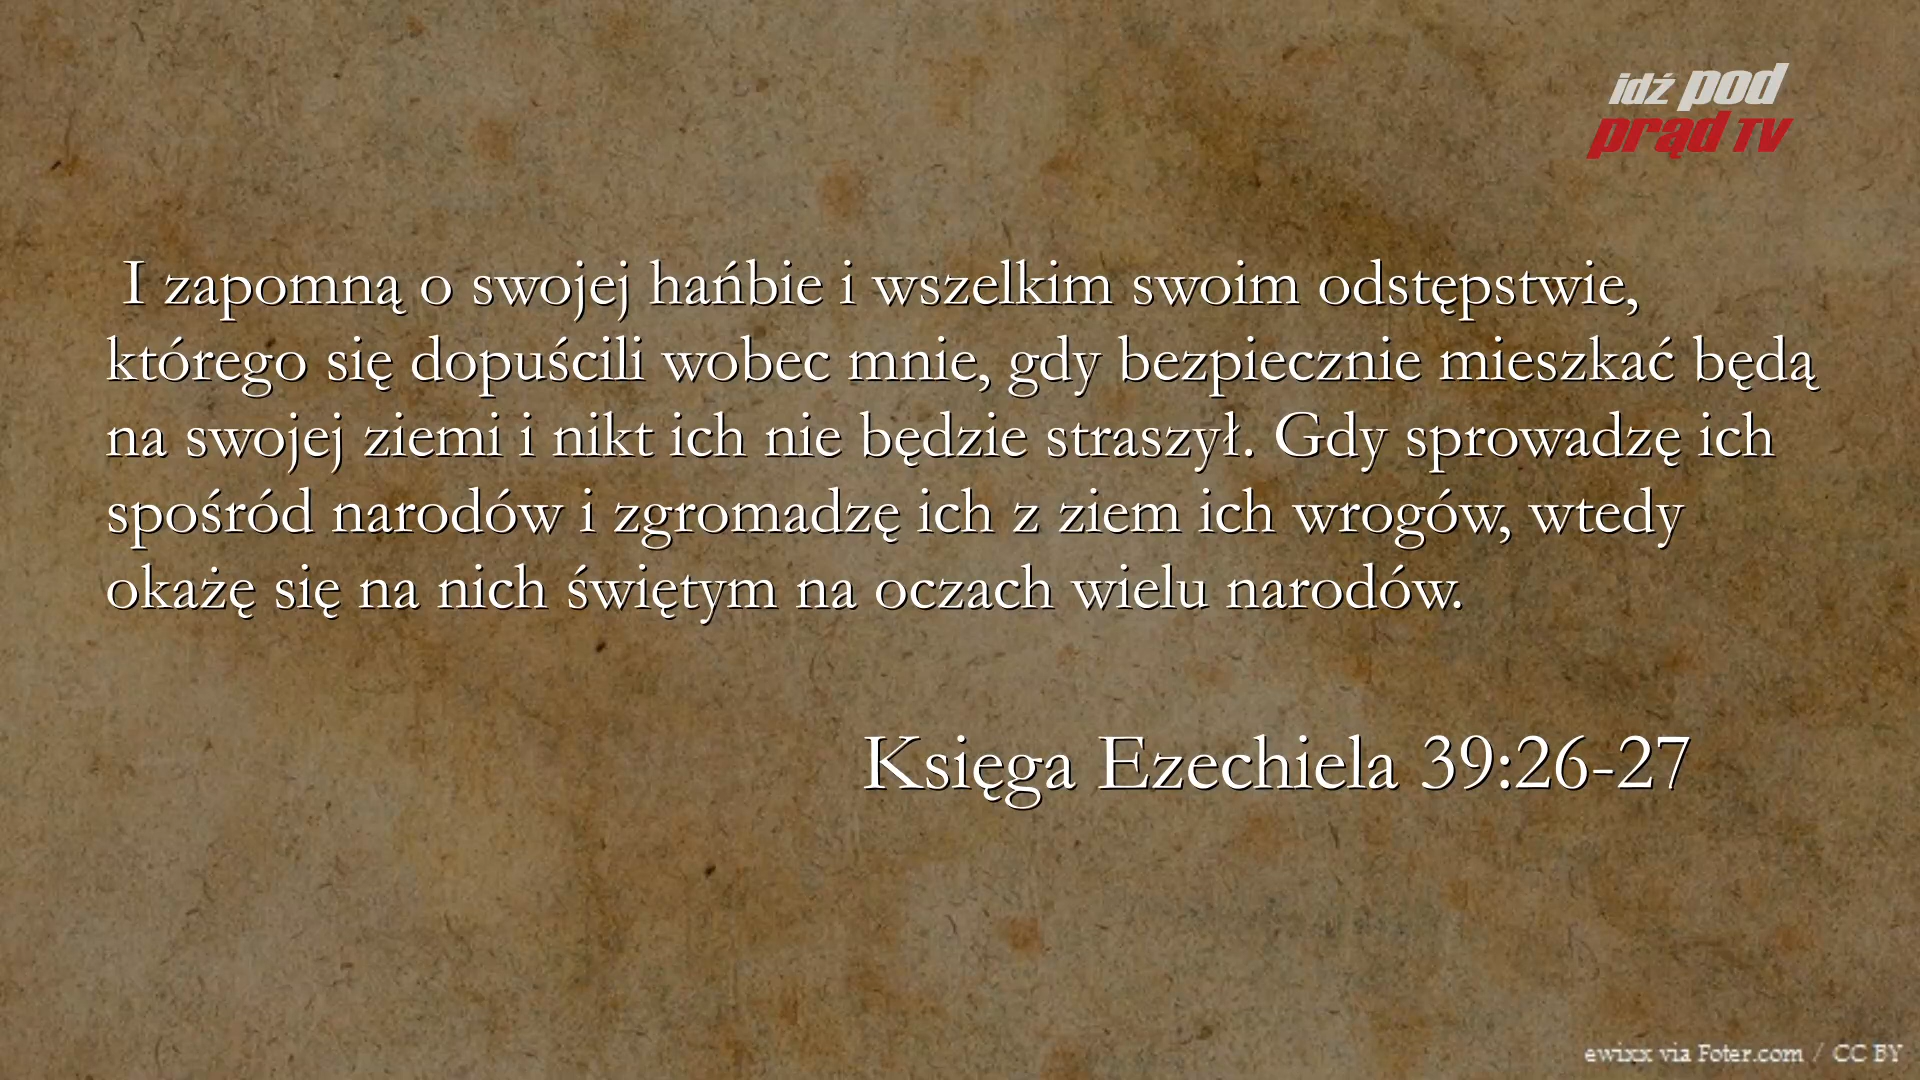 idź pod
prąd TV
I zapomną o swojej hańbie i wszelkim swoim odstępstwie,
którego się dopuścili wobec mnie, gdy bezpiecznie mieszkać będą
na swojej ziemi i nikt ich nie będzie straszył. Gdy sprowadzę ich
spośród narodów i zgromadzę ich z ziem ich wrogów, wtedy
okażę się na nich świętym na oczach wielu narodów.
Księga Ezechiela 39:26-27
ewixx via Foter.com / CC BY